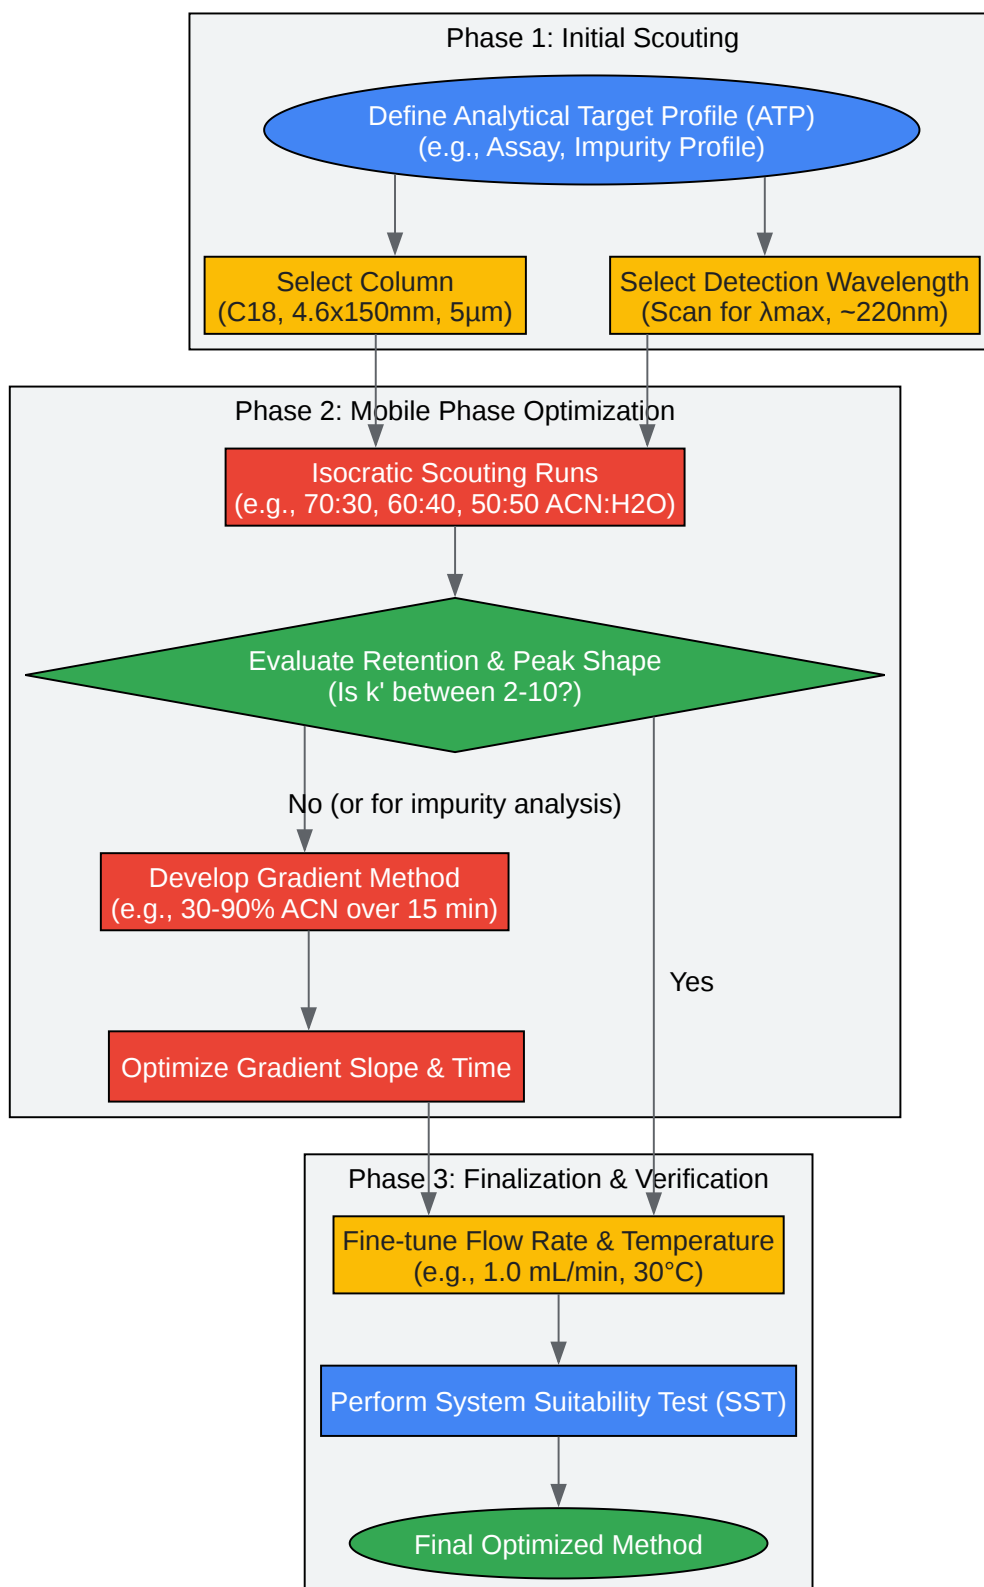 Phase 1: Initial Scouting
Define Analytical Target Profile (ATP)
(e.g., Assay, Impurity Profile)
Select Column
(C18, 4.6x150mm, 5µm)
Select Detection Wavelength
(Scan for λmax, ~220nm)
Phase 2: Mobile Phase Optimization
Isocratic Scouting Runs
(e.g., 70:30, 60:40, 50:50 ACN:H2O)
Evaluate Retention & Peak Shape
(Is k' between 2-10?)
No (or for impurity analysis)
Develop Gradient Method
(e.g., 30-90% ACN over 15 min)
Yes
Optimize Gradient Slope & Time
Phase 3: Finalization & Verification
Fine-tune Flow Rate & Temperature
(e.g., 1.0 mL/min, 30°C)
Perform System Suitability Test (SST)
Final Optimized Method